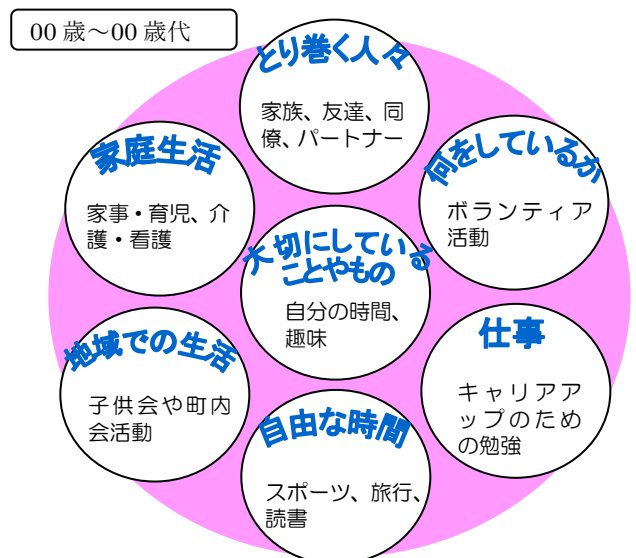 00 歳～00 歳代
とり巻く人々
家族、友達、同
僚、パートナー
家庭生活
家事・育児、介
護・看護
何をしているか
ボランティア
活動
大切にしている
ことやもの
自分の時間、
趣味
地域での生活
子供会や町内
会活動
仕事
キャリアア
ップのため
の勉強
自由な時間
スポーツ、旅行、
読書